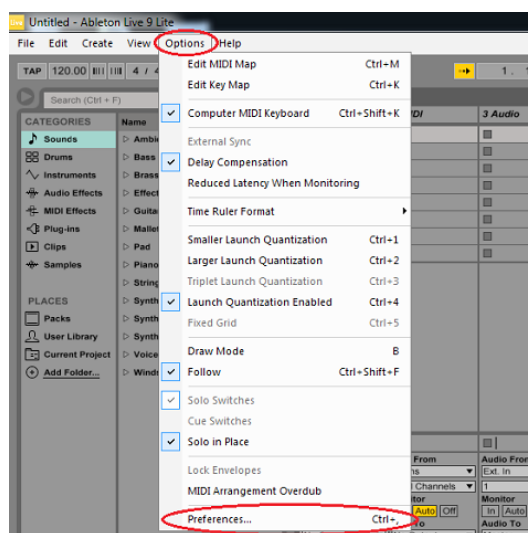 Untitled - Ableton Live 9 Lite
File Edit Create View Options Help
TAP 120.00 4 / 4 1 .
Search (Ctrl + F)
CATEGORIES
Sounds
Drums
Instruments
Audio Effects
MIDI Effects
Plug-ins
Clips
Samples
PLACES
Packs
User Library
Current Project
Add Folder...
Name
Bass
Brass
Effect
Mallet
Pad
Piano
String
Synth
Synth
Synth
Voice
Edit MIDI Map Ctrl+M
Edit Key Map Ctrl+K
Computer MIDI Keyboard Ctrl+Shift+K
External Sync
Delay Compensation
Reduced Latency When Monitoring
Time Ruler Format
Smaller Launch Quantization Ctrl+1
Larger Launch Quantization Ctrl+2
Triplet Launch Quantization Ctrl+3
Launch Quantization Enabled Ctrl+4
Fixed Grid Ctrl+5
Draw Mode B
Follow Ctrl+Shift+F
Solo Switches
Cue Switches
Solo in Place
Lock Envelopes
MIDI Arrangement Overdub
Preferences... Ctrl+,
3 Audio
From
Channels
Auto Off
To
Audio From
Ext. In
1
Monitor
In Auto
Audio To